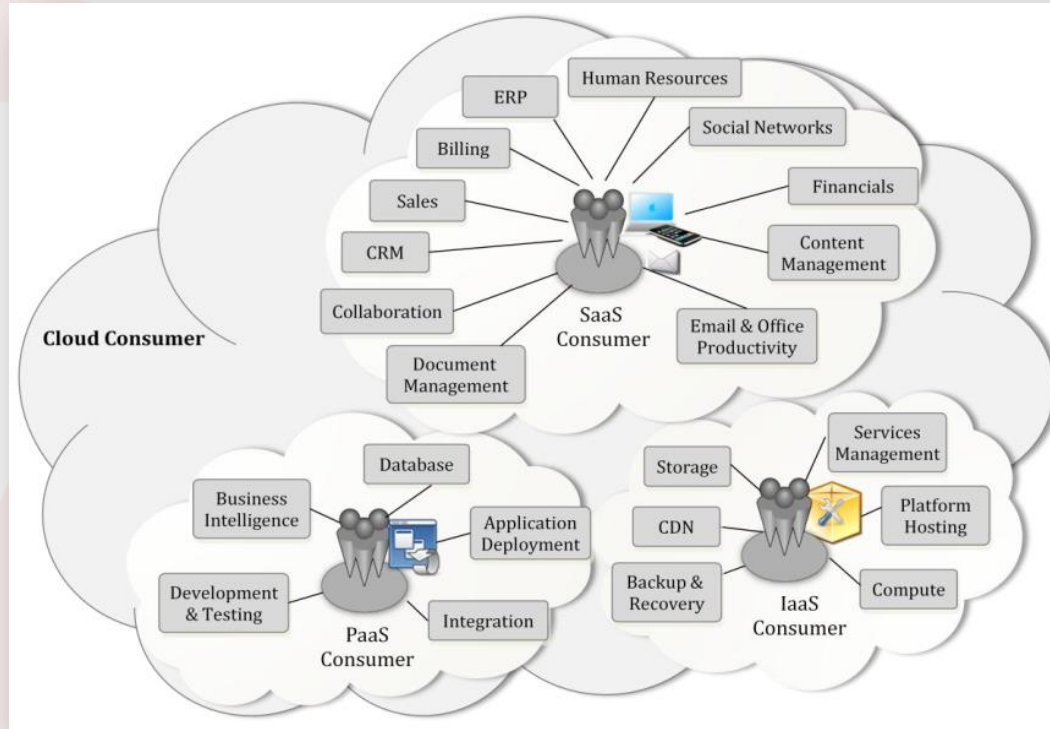 Human Resources
ERP
Social Networks
Billing
Financials
Sales
CRM
Content
Management
Collaboration
SaaS
Consumer
Email & Office
Productivity
Document
Management
Cloud Consumer
Database
Business
Intelligence
Application
Deployment
Development
& Testing
Integration
PaaS
Consumer
Services
Management
Storage
Platform
Hosting
CDN
Backup &
Recovery
Compute
IaaS
Consumer